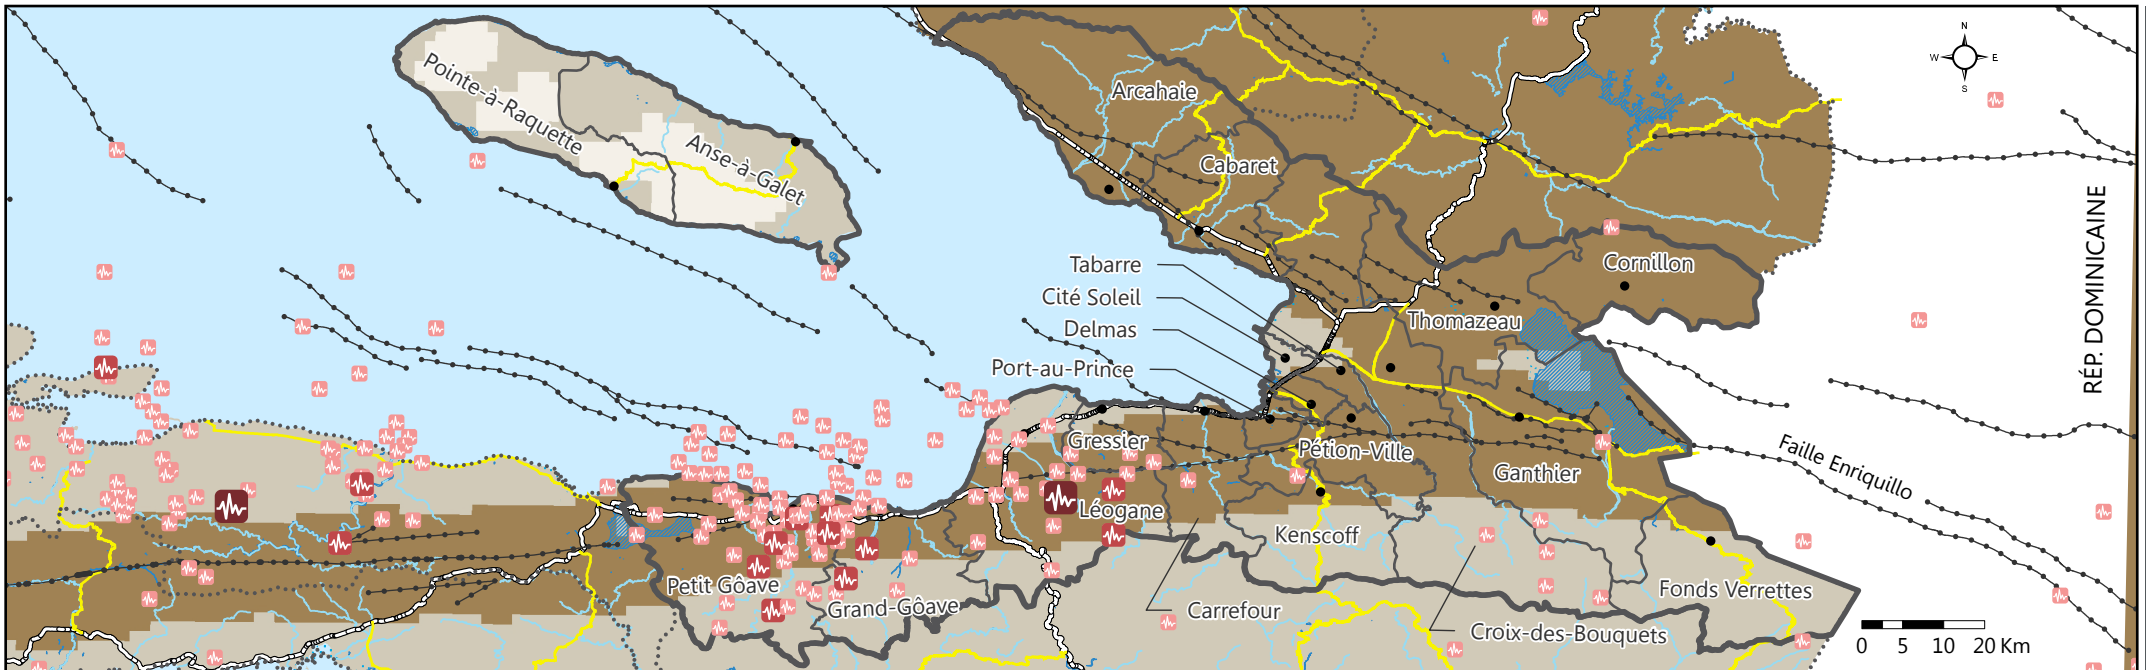 N
W E
S
Pointe-à-Raquette
Anse-à-Galet
Arcahaie
Cabaret
RÉP. DOMINICAINE
Tabarre
Cornillon
Cité Soleil
Thomazeau
Delmas
Port-au-Prince
Gressier
Pétion-Ville
Ganthier
Faille Enriquillo
Léogane
Kenscoff
Petit Gôave
Grand-Gôave
Carrefour
Fonds Verrettes
Croix-des-Bouquets
0 5 10 20 Km